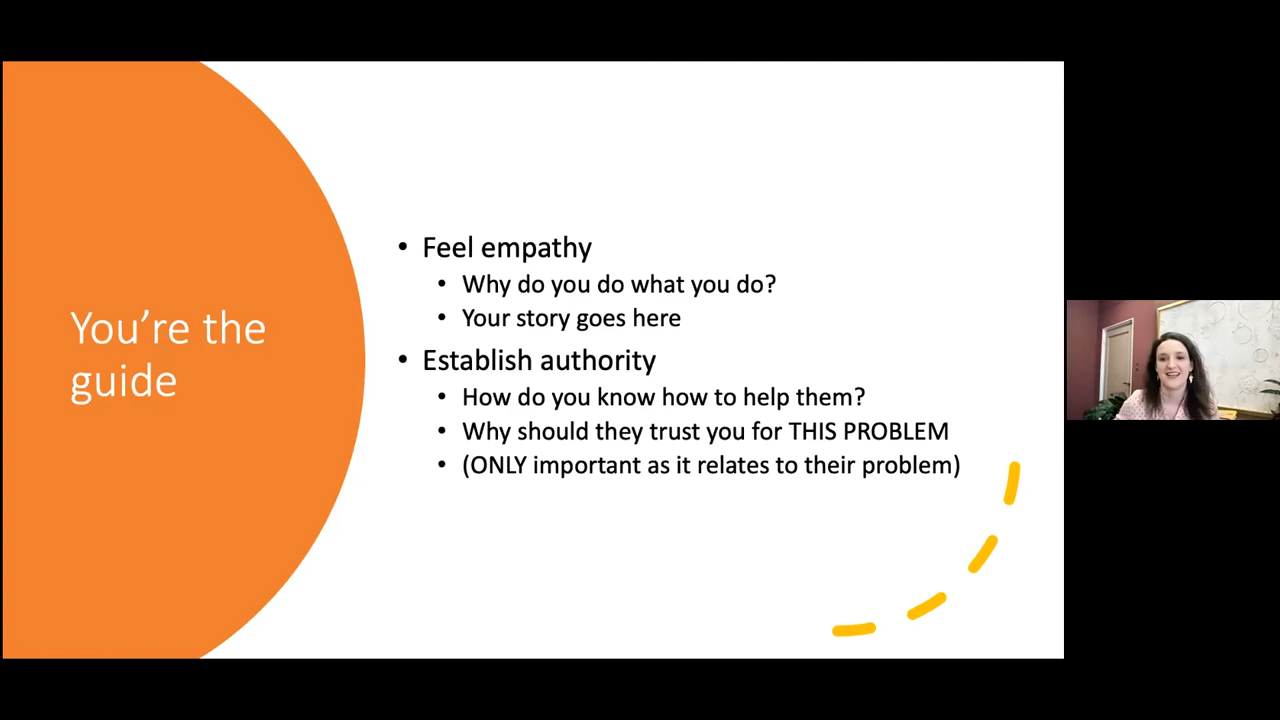 You’re the
guide
• Feel empathy
• Why do you do what you do?
• Your story goes here
• Establish authority
• How do you know how to help them?
• Why should they trust you for THIS PROBLEM
• (ONLY important as it relates to their problem)